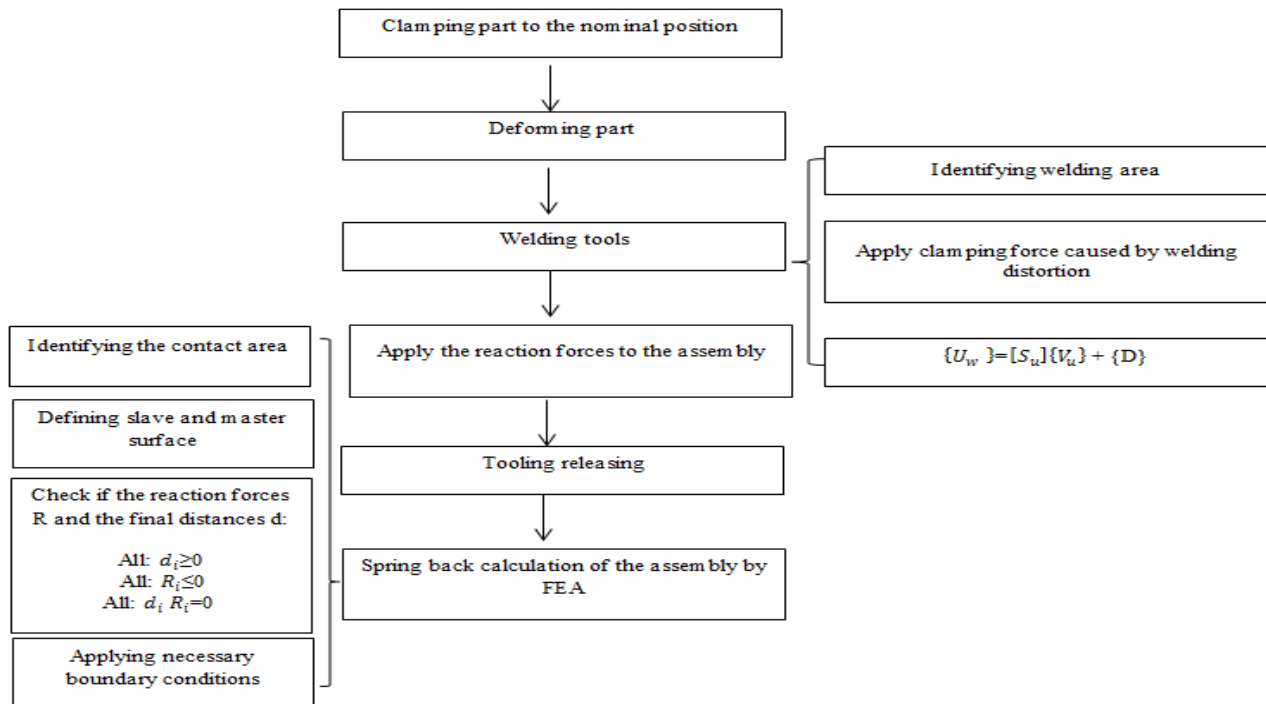 Clamping part to the nominal position
Deforming part
Welding tools
Apply the reaction forces to the assembly
Tooling releasing
Spring back calculation of the assembly by
FEA
Identifying welding area
Apply clamping force caused by welding
distortion
{U_w }=[S_u]{V_u} + {D}
Identifying the contact area
Defining slave and master
surface
Check if the reaction forces
R and the final distances d:
All: d_i≥0
All: R_i≤0
All: d_i R_i=0
Applying necessary
boundary conditions